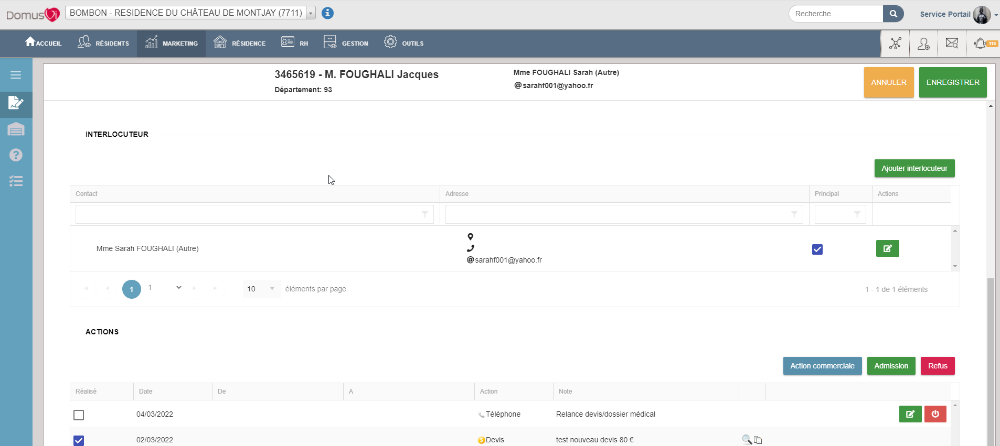 DomusVi
BOMBON - RESIDENCE DU CHÂTEAU DE MONTJAY (7711)
Recherche...
Service Portail
ACCUEIL
RÉSIDENTS
MARKETING
RÉSIDENCE
RH
GESTION
OUTILS
119
3465619 - M. FOUGHALI Jacques
Département: 93
Mme FOUGHALI Sarah (Autre)
@sarahf001@yahoo.fr
ANNULER
ENREGISTRER
INTERLOCUTEUR
Ajouter interlocuteur
Contact
Adresse
Principal
Actions
Mme Sarah FOUGHALI (Autre)
@sarahf001@yahoo.fr
1
1
10
éléments par page
1 - 1 de 1 éléments
ACTIONS
Action commerciale
Admission
Refus
Réalisé
Date
De
A
Action
Note
04/03/2022
Téléphone
Relance devis/dossier médical
02/03/2022
Devis
test nouveau devis 80 €